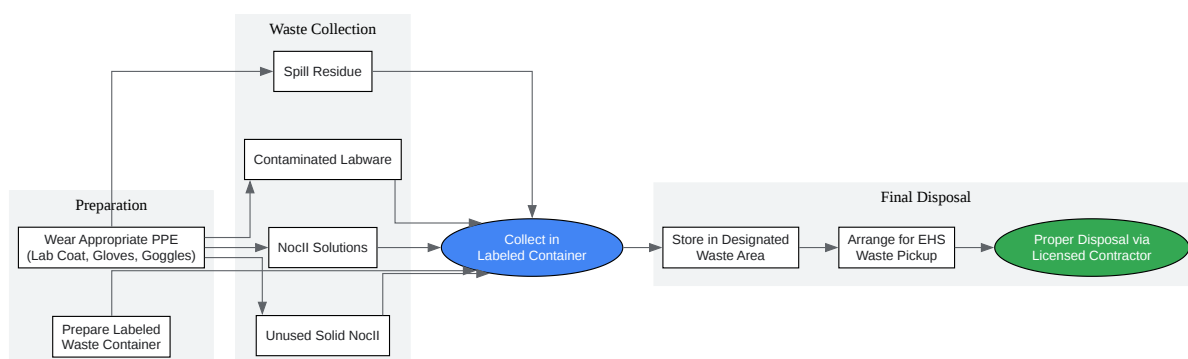 Preparation
Wear Appropriate PPE
(Lab Coat, Gloves, Goggles)
Prepare Labeled
Waste Container
Waste Collection
Spill Residue
Contaminated Labware
NocII Solutions
Unused Solid NocII
Collect in
Labeled Container
Final Disposal
Store in Designated
Waste Area
Arrange for EHS
Waste Pickup
Proper Disposal via
Licensed Contractor